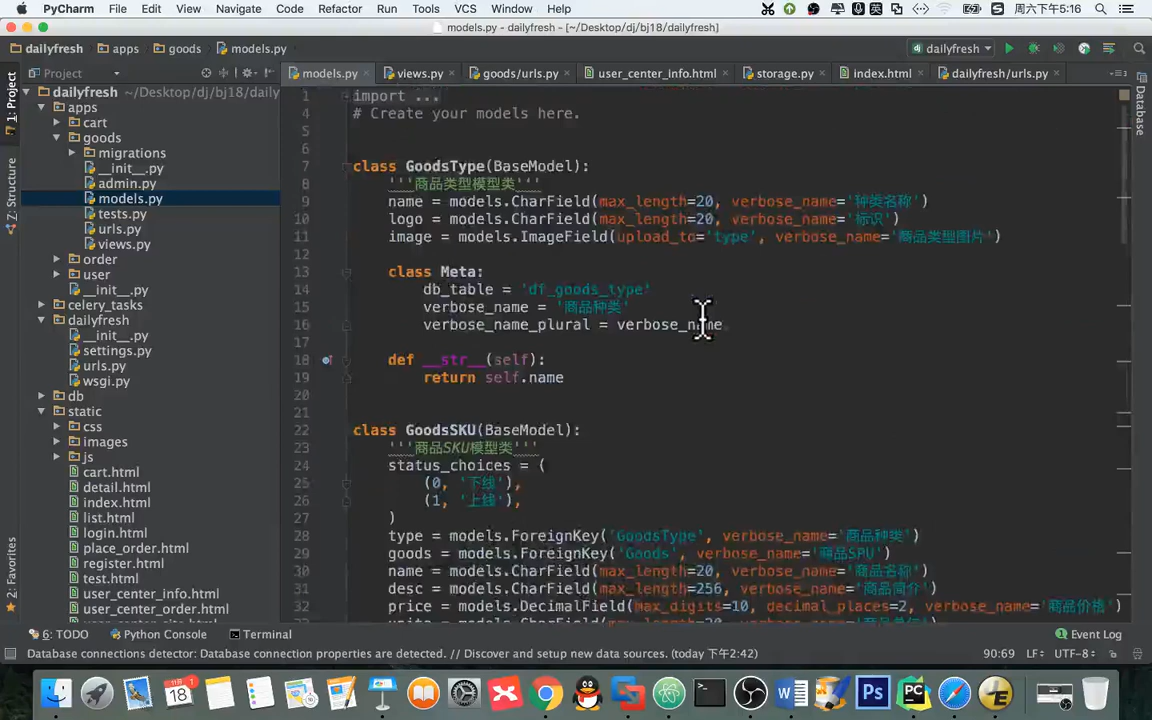 PyCharm File Edit View Navigate Code Refactor Run Tools VCS Window Help 周六下午5:16
models.py - dailyfresh - [~/Desktop/dj/bj18/dailyfresh]
dailyfresh apps goods models.py dailyfresh
Project models.py views.py goods/urls.py user_center_info.html storage.py index.html dailyfresh/urls.py
1: Project
Z: Structure
2: Favorites
Database
dailyfresh ~/Desktop/dj/bj18/daily
apps
cart
goods
migrations
__init__.py
admin.py
models.py
tests.py
urls.py
views.py
order
user
__init__.py
celery_tasks
dailyfresh
__init__.py
settings.py
urls.py
wsgi.py
db
static
css
images
js
cart.html
detail.html
index.html
list.html
login.html
place_order.html
register.html
test.html
user_center_info.html
user_center_order.html
1 import ...
4 # Create your models here.
5
6
7 class GoodsType(BaseModel):
8 '''商品类型模型类'''
9 name = models.CharField(max_length=20, verbose_name='种类名称')
10 logo = models.CharField(max_length=20, verbose_name='标识')
11 image = models.ImageField(upload_to='type', verbose_name='商品类型图片')
12
13 class Meta:
14 db_table = 'df_goods_type'
15 verbose_name = '商品种类'
16 verbose_name_plural = verbose_name
17
18 def __str__(self):
19 return self.name
20
21
22 class GoodsSKU(BaseModel):
23 '''商品SKU模型类'''
24 status_choices = (
25 (0, '下线'),
26 (1, '上线'),
27 )
28 type = models.ForeignKey('GoodsType', verbose_name='商品种类')
29 goods = models.ForeignKey('Goods', verbose_name='商品SPU')
30 name = models.CharField(max_length=20, verbose_name='商品名称')
31 desc = models.CharField(max_length=256, verbose_name='商品简介')
32 price = models.DecimalField(max_digits=10, decimal_places=2, verbose_name='商品价格')
6: TODO Python Console Terminal 1 Event Log
Database connections detector: Database connection properties are detected. // Discover and setup new data sources. (today 下午2:42) 90:69 LF÷ UTF-8÷